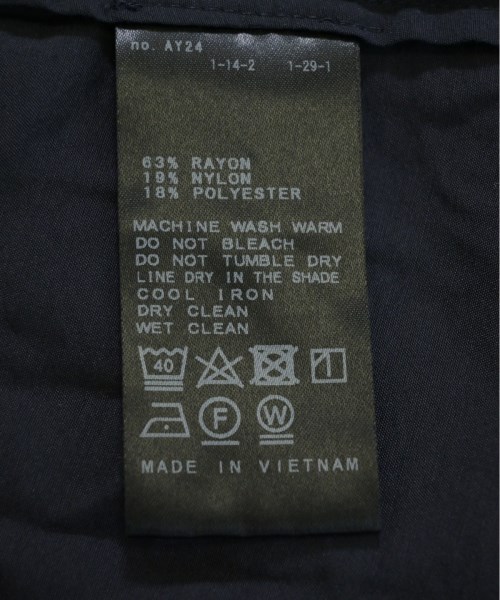 no. AY24
1-14-2 1-29-1
63% RAYON
19% NYLON
18% POLYESTER
MACHINE WASH WARM
DO NOT BLEACH
DO NOT TUMBLE DRY
LINE DRY IN THE SHADE
COOL IRON
DRY CLEAN
WET CLEAN
40
F W
MADE IN VIETNAM